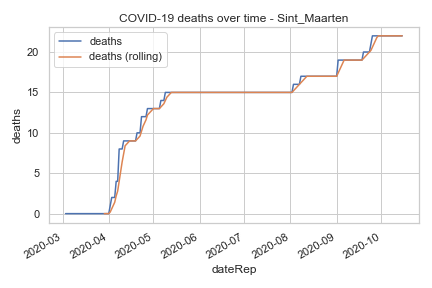 COVID-19 deaths over time - Sint_Maarten
deaths
deaths (rolling)
deaths
20
15
10
5
0
2020-03
2020-04
2020-05
2020-06
2020-07
2020-08
2020-09
2020-10
dateRep